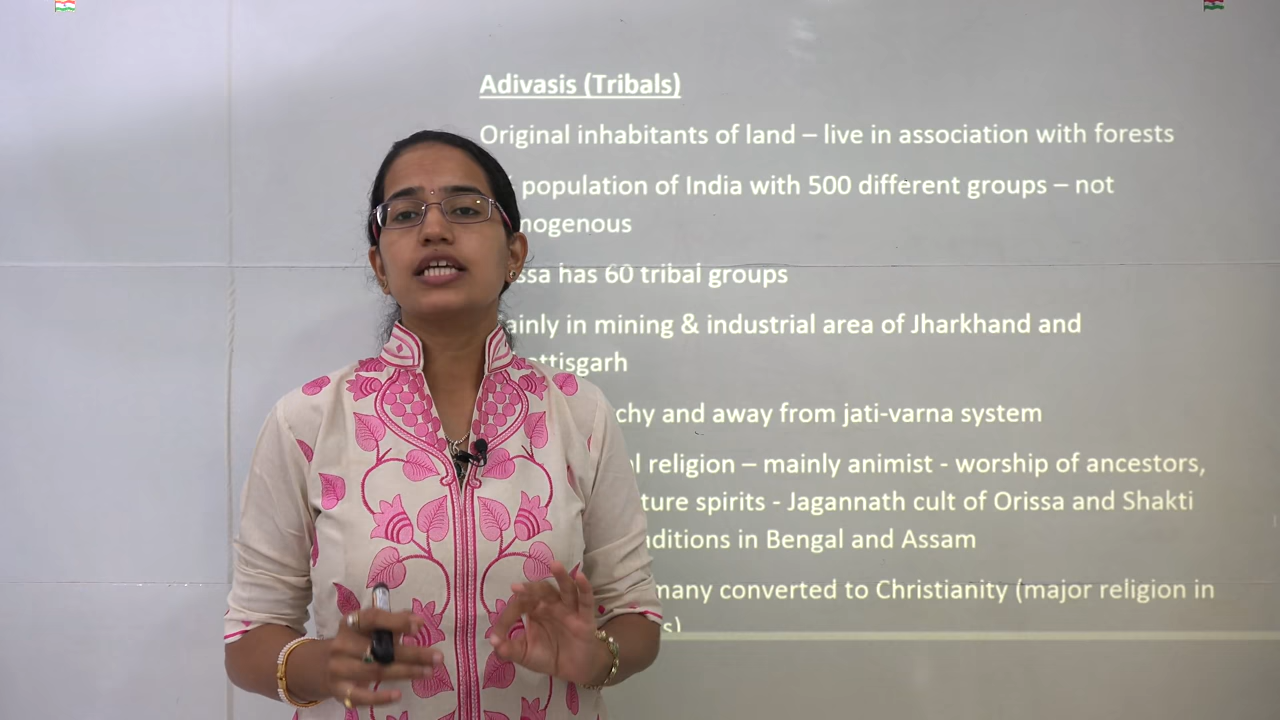 Adivasis (Tribals)
Original inhabitants of land – live in association with forests
population of India with 500 different groups – not
mogenous
ssa has 60 tribal groups
ainly in mining & industrial area of Jharkhand and
attisgarh
chy and away from jati-varna system
l religion – mainly animist - worship of ancestors,
ture spirits - Jagannath cult of Orissa and Shakti
ditions in Bengal and Assam
many converted to Christianity (major religion in
s)